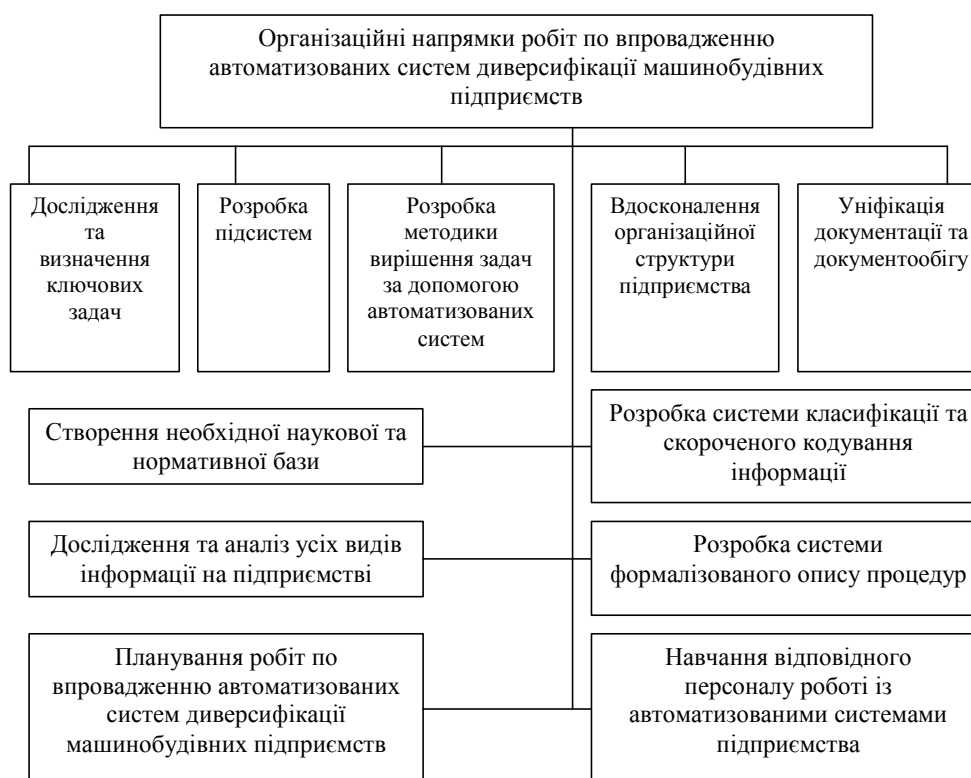 Організаційні напрямки робіт по впровадженню
автоматизованих систем диверсифікації машинобудівних
підприємств
Дослідження
та
визначення
ключових
задач
Розробка
підсистем
Розробка
методики
вирішення задач
за допомогою
автоматизованих
систем
Вдосконалення
організаційної
структури
підприємства
Уніфікація
документації та
документообігу
Створення необхідної наукової та
нормативної бази
Розробка системи класифікації та
скороченого кодування
інформації
Дослідження та аналіз усіх видів
інформації на підприємстві
Розробка системи
формалізованого опису процедур
Планування робіт по
впровадженню автоматизованих
систем диверсифікації
машинобудівних підприємств
Навчання відповідного
персоналу роботі із
автоматизованими системами
підприємства